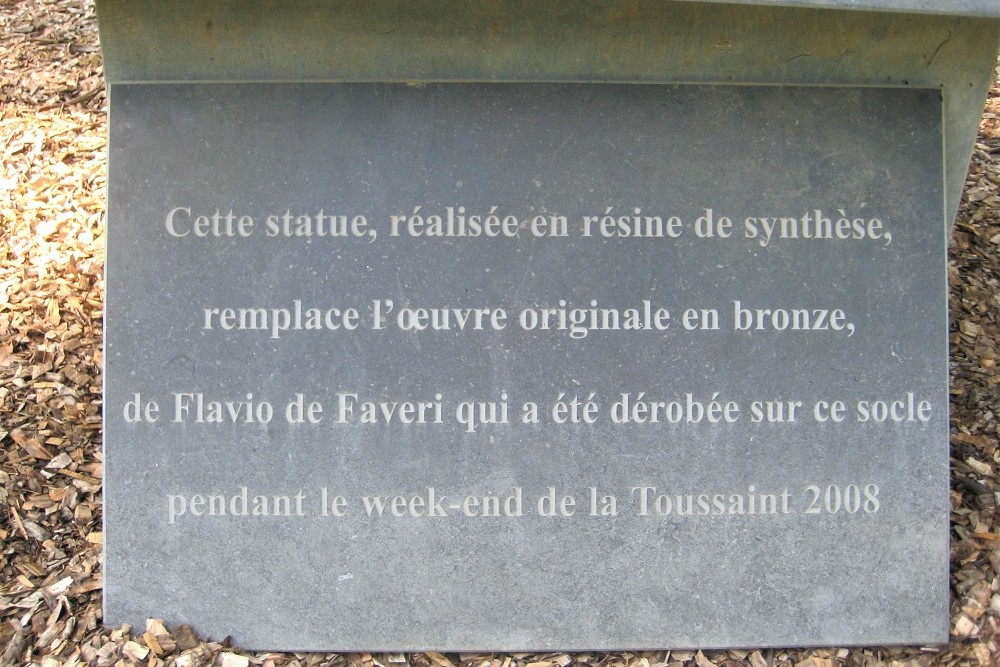 Cette statue, réalisée en résine de synthèse,
remplace l’œuvre originale en bronze,
de Flavio de Faveri qui a été dérobée sur ce socle
pendant le week-end de la Toussaint 2008